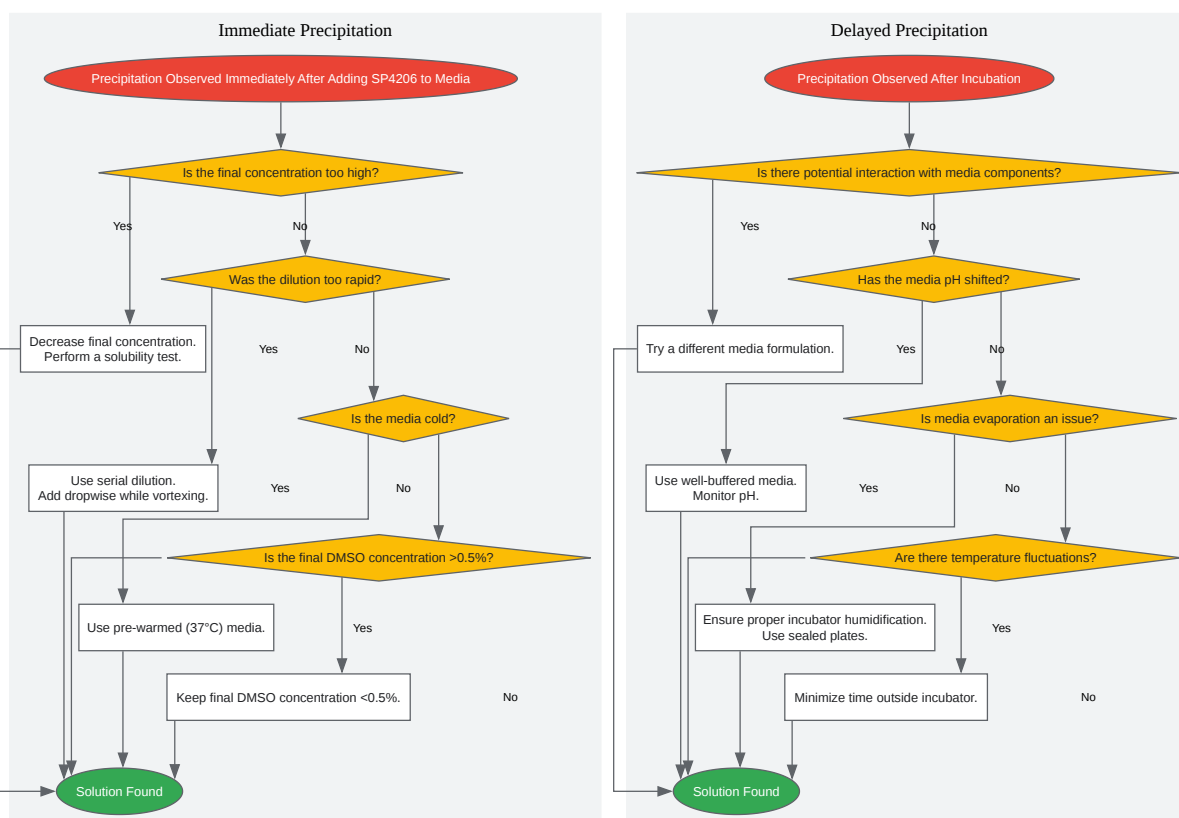 Immediate Precipitation
Precipitation Observed Immediately After Adding SP4206 to Media
Is the final concentration too high?
Yes
No
Was the dilution too rapid?
Decrease final concentration.
Perform a solubility test.
Yes
No
Is the media cold?
Use serial dilution.
Add dropwise while vortexing.
Yes
No
Is the final DMSO concentration >0.5%?
Use pre-warmed (37°C) media.
Yes
Keep final DMSO concentration <0.5%.
No
Solution Found
Delayed Precipitation
Precipitation Observed After Incubation
Is there potential interaction with media components?
Yes
No
Has the media pH shifted?
Try a different media formulation.
Yes
No
Is media evaporation an issue?
Use well-buffered media.
Monitor pH.
Yes
No
Are there temperature fluctuations?
Ensure proper incubator humidification.
Use sealed plates.
Yes
Minimize time outside incubator.
No
Solution Found